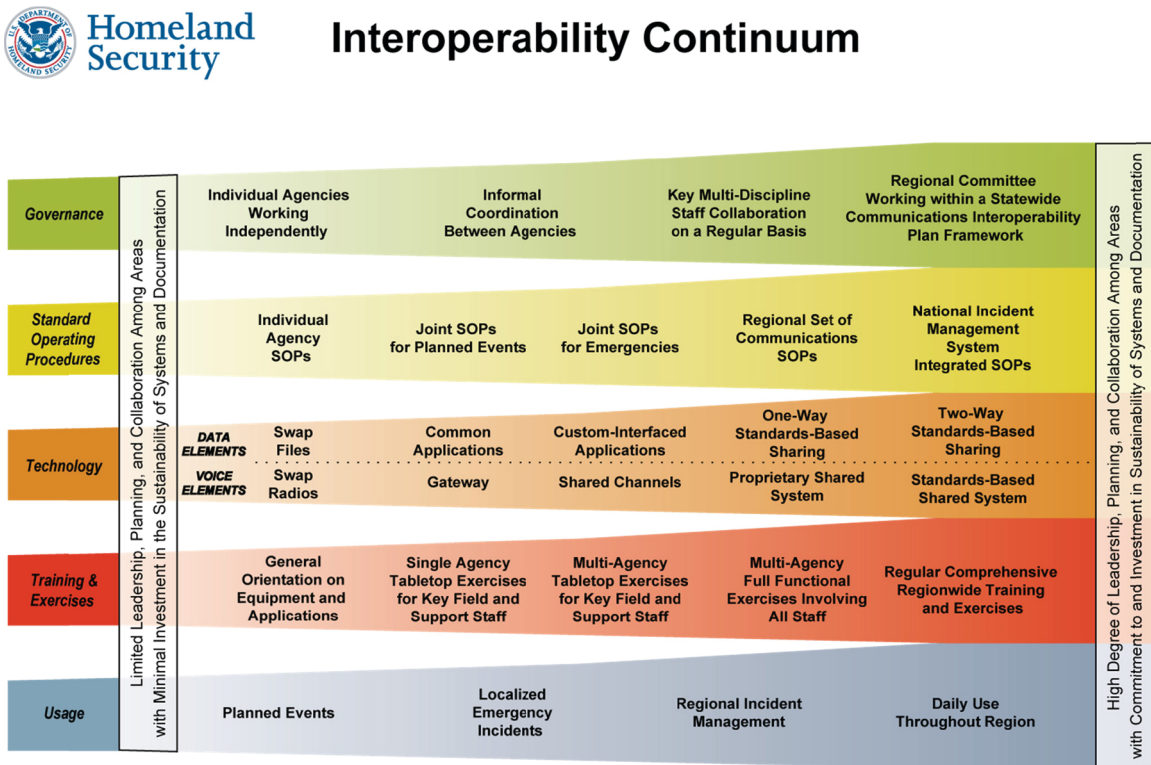 U.S. DEPARTMENT OF
HOMELAND SECURITY
Homeland
Security
Interoperability Continuum
Limited Leadership, Planning, and Collaboration Among Areas
with Minimal Investment in the Sustainability of Systems and Documentation
High Degree of Leadership, Planning, and Collaboration Among Areas
with Commitment to and Investment in Sustainability of Systems and Documentation
Governance
Individual Agencies
Working
Independently
Informal
Coordination
Between Agencies
Key Multi-Discipline
Staff Collaboration
on a Regular Basis
Regional Committee
Working within a Statewide
Communications Interoperability
Plan Framework
Standard
Operating
Procedures
Individual
Agency
SOPs
Joint SOPs
for Planned Events
Joint SOPs
for Emergencies
Regional Set of
Communications
SOPs
National Incident
Management
System
Integrated SOPs
Technology
DATA
ELEMENTS
Swap
Files
Common
Applications
Custom-Interfaced
Applications
One-Way
Standards-Based
Sharing
Two-Way
Standards-Based
Sharing
VOICE
ELEMENTS
Swap
Radios
Gateway
Shared Channels
Proprietary Shared
System
Standards-Based
Shared System
Training &
Exercises
General
Orientation on
Equipment and
Applications
Single Agency
Tabletop Exercises
for Key Field and
Support Staff
Multi-Agency
Tabletop Exercises
for Key Field and
Support Staff
Multi-Agency
Full Functional
Exercises Involving
All Staff
Regular Comprehensive
Regionwide Training
and Exercises
Usage
Planned Events
Localized
Emergency
Incidents
Regional Incident
Management
Daily Use
Throughout Region